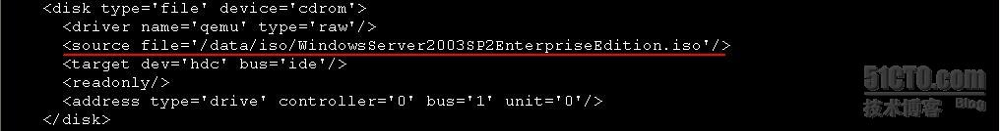 <disk type='file' device='cdrom'>
<driver name='qemu' type='raw'/>
<source file='/data/iso/WindowsServer2003SP2EnterpriseEdition.iso'/>
<target dev='hdc' bus='ide'/>
<readonly/>
<address type='drive' controller='0' bus='1' unit='0'/>
</disk>
51CTO.com
技术博客 Blog